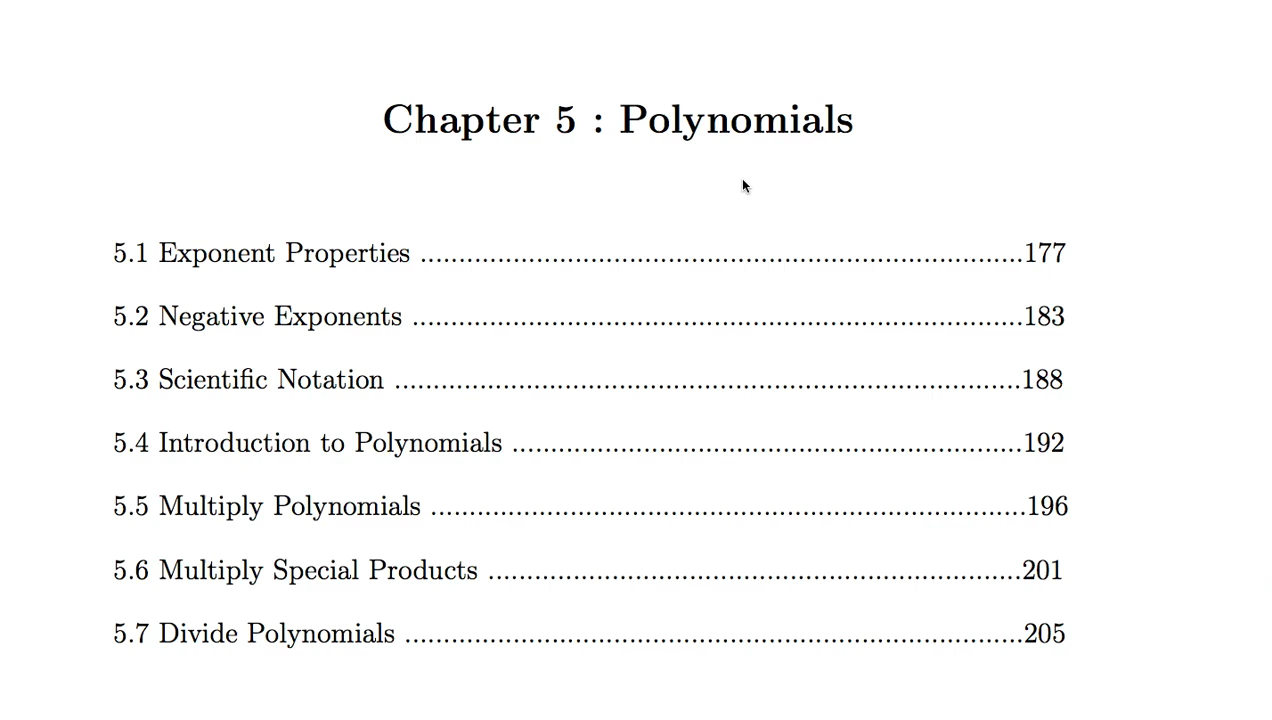 Chapter 5 : Polynomials
5.1 Exponent Properties ..............................................................................177
5.2 Negative Exponents ...............................................................................183
5.3 Scientific Notation .................................................................................188
5.4 Introduction to Polynomials ..................................................................192
5.5 Multiply Polynomials .............................................................................196
5.6 Multiply Special Products .....................................................................201
5.7 Divide Polynomials ................................................................................205